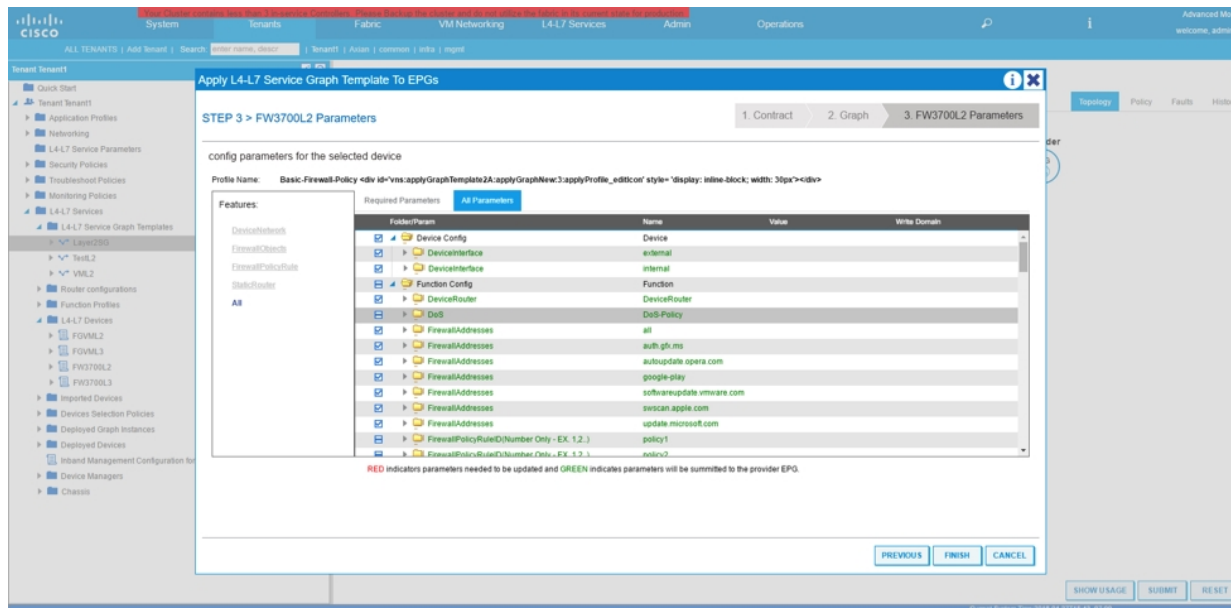 Your Cluster contains less than 3 in-service Controllers. Please Backup the cluster and do not utilize the fabric in its current state for production.
CISCO
System
Tenants
Fabric
VM Networking
L4-L7 Services
Admin
Operations
i
Advanced Mo
welcome, admi
ALL TENANTS | Add Tenant | Search: enter name, descr | Tenant1 | Asian | common | infra | mgmt
Tenant Tenant1
Quick Start
Tenant Tenant1
Application Profiles
Networking
L4-L7 Service Parameters
Security Policies
Troubleshoot Policies
Monitoring Policies
L4-L7 Services
L4-L7 Service Graph Templates
Layer2SG
TestL2
VML2
Router configurations
Function Profiles
L4-L7 Devices
FGVML2
FGVML3
FW3700L2
FW3700L3
Imported Devices
Devices Selection Policies
Deployed Graph Instances
Deployed Devices
Inband Management Configuration for
Device Managers
Chassis
Apply L4-L7 Service Graph Template To EPGs
i
STEP 3 > FW3700L2 Parameters
1. Contract
2. Graph
3. FW3700L2 Parameters
config parameters for the selected device
Profile Name: Basic-Firewall-Policy <div id='vns:applyGraphTemplate2A:applyGraphNew:3:applyProfile_editIcon' style= 'display: inline-block; width: 30px'></div>
Features:
DeviceNetwork
FirewallObjects
FirewallPolicyRule
StaticRouter
All
Required Parameters
All Parameters
Folder/Param Name Value Write Domain
Device Config Device
DeviceInterface external
DeviceInterface internal
Function Config Function
DeviceRouter DeviceRouter
DoS DoS-Policy
FirewallAddresses all
FirewallAddresses auth.gfx.ms
FirewallAddresses autoupdate.opera.com
FirewallAddresses google-play
FirewallAddresses softwareupdate.vmware.com
FirewallAddresses swscan.apple.com
FirewallAddresses update.microsoft.com
FirewallPolicyRuleID(Number Only - EX. 1,2..) policy1
FirewallPolicyRuleID(Number Only - EX. 1,2..) policy2
RED indicators parameters needed to be updated and GREEN indicates parameters will be summitted to the provider EPG.
PREVIOUS
FINISH
CANCEL
Topology
Policy
Faults
Histo
der
SHOW USAGE
SUBMIT
RESET